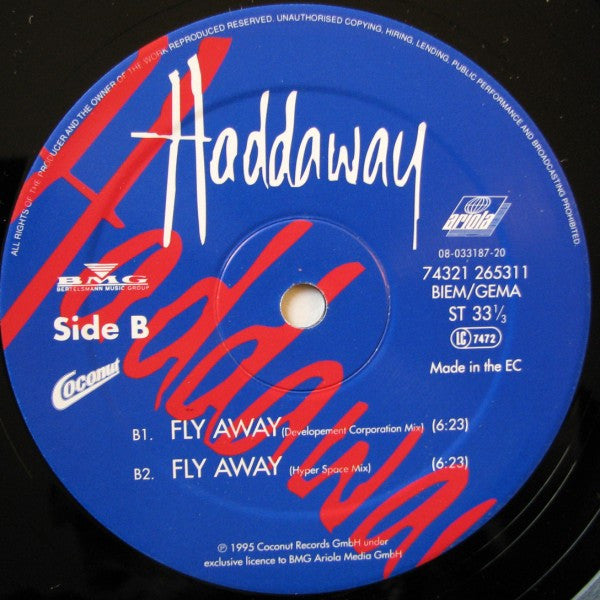 ALL RIGHTS OF THE PRODUCER AND THE OWNER OF THE WORK REPRODUCED RESERVED. UNAUTHORISED COPYING, HIRING, LENDING, PUBLIC PERFORMANCE AND BROADCASTING PROHIBITED.
Haddaway
Haddaway
ariola
08-033187-20
74321 265311
BIEM/GEMA
ST 33 1/3
LC 7472
Made in the EC
BMG
BERTELSMANN MUSIC GROUP
Side B
Coconut
B1. FLY AWAY (Developement Corporation Mix) (6:23)
B2. FLY AWAY (Hyper Space Mix) (6:23)
℗ 1995 Coconut Records GmbH under
exclusive licence to BMG Ariola Media GmbH